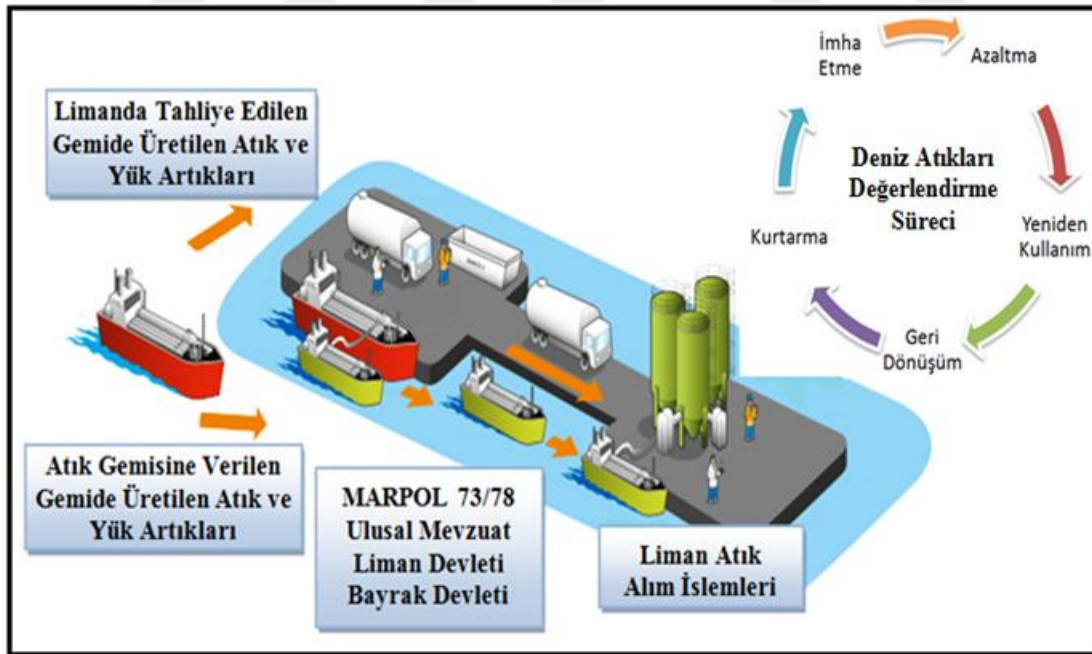 İmha
Etme
Azaltma
Limanda Tahliye Edilen
Gemide Üretilen Atık ve
Yük Artıkları
Deniz Atıkları
Değerlendirme
Süreci
Kurtarma
Yeniden
Kullanım
Geri
Dönüşüm
Atık Gemisine Verilen
Gemide Üretilen Atık ve
Yük Artıkları
MARPOL 73/78
Ulusal Mevzuat
Liman Devleti
Bayrak Devleti
Liman Atık
Alım İşlemleri